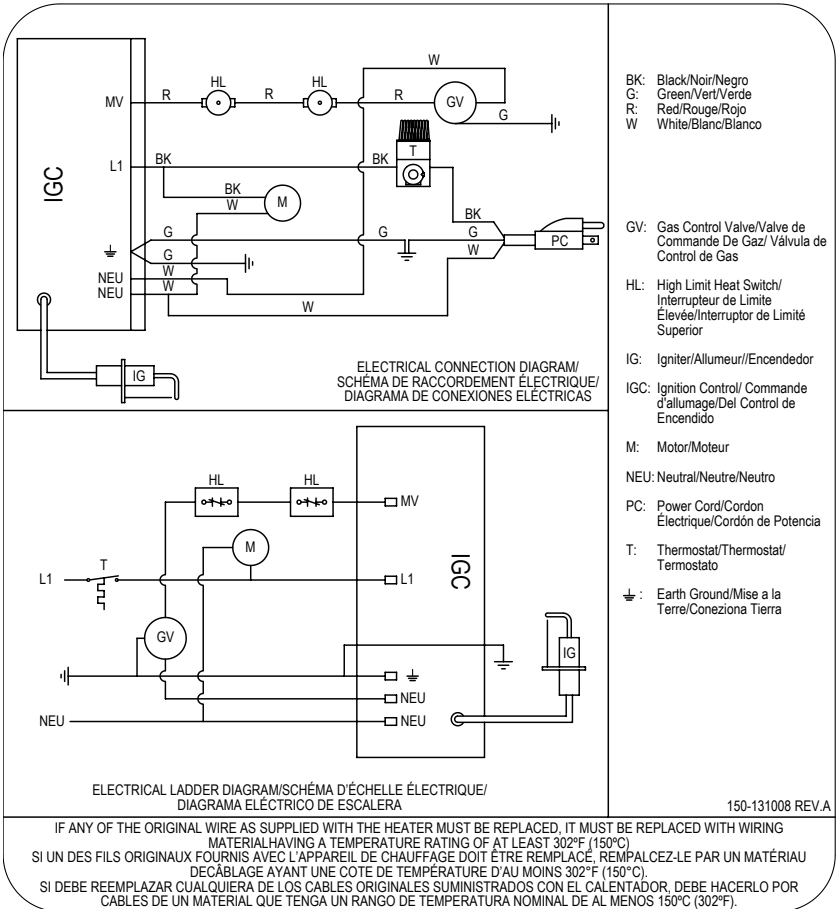 W
HL
HL
MV
R
R
R
GV
G
T
L1
BK
BK
IGC
BK
W
M
BK
G
G
G
W
PC
G
NEU
W
NEU
W
W
IG
ELECTRICAL CONNECTION DIAGRAM/
SCHÉMA DE RACCORDEMENT ÉLECTRIQUE/
DIAGRAMA DE CONEXIONES ELÉCTRICAS
HL
HL
MV
M
IGC
T
L1
L1
GV
IG
NEU
NEU
NEU
ELECTRICAL LADDER DIAGRAM/SCHÉMA D'ÉCHELLE ÉLECTRIQUE/
DIAGRAMA ELÉCTRICO DE ESCALERA
BK: Black/Noir/Negro
G: Green/Vert/Verde
R: Red/Rouge/Rojo
W White/Blanc/Blanco
GV: Gas Control Valve/Valve de
Commande De Gaz/ Válvula de
Control de Gas
HL: High Limit Heat Switch/
Interrupteur de Limite
Élevée/Interruptor de Limité
Superior
IG: Igniter/Allumeur//Encendedor
IGC: Ignition Control/ Commande
d'allumage/Del Control de
Encendido
M: Motor/Moteur
NEU: Neutral/Neutre/Neutro
PC: Power Cord/Cordon
Électrique/Cordón de Potencia
T: Thermostat/Thermostat/
Termostato
⏚ : Earth Ground/Mise a la
Terre/Coneziona Tierra
150-131008 REV.A
IF ANY OF THE ORIGINAL WIRE AS SUPPLIED WITH THE HEATER MUST BE REPLACED, IT MUST BE REPLACED WITH WIRING
MATERIALHAVING A TEMPERATURE RATING OF AT LEAST 302ºF (150ºC)
SI UN DES FILS ORIGINAUX FOURNIS AVEC L'APPAREIL DE CHAUFFAGE DOIT ÊTRE REMPLACÉ, REMPALCEZ-LE PAR UN MATÉRIAU
DECÂBLAGE AYANT UNE COTE DE TEMPÉRATURE D'AU MOINS 302°F (150°C).
SI DEBE REEMPLAZAR CUALQUIERA DE LOS CABLES ORIGINALES SUMINISTRADOS CON EL CALENTADOR, DEBE HACERLO POR
CABLES DE UN MATERIAL QUE TENGA UN RANGO DE TEMPERATURA NOMINAL DE AL MENOS 150ºC (302ºF).